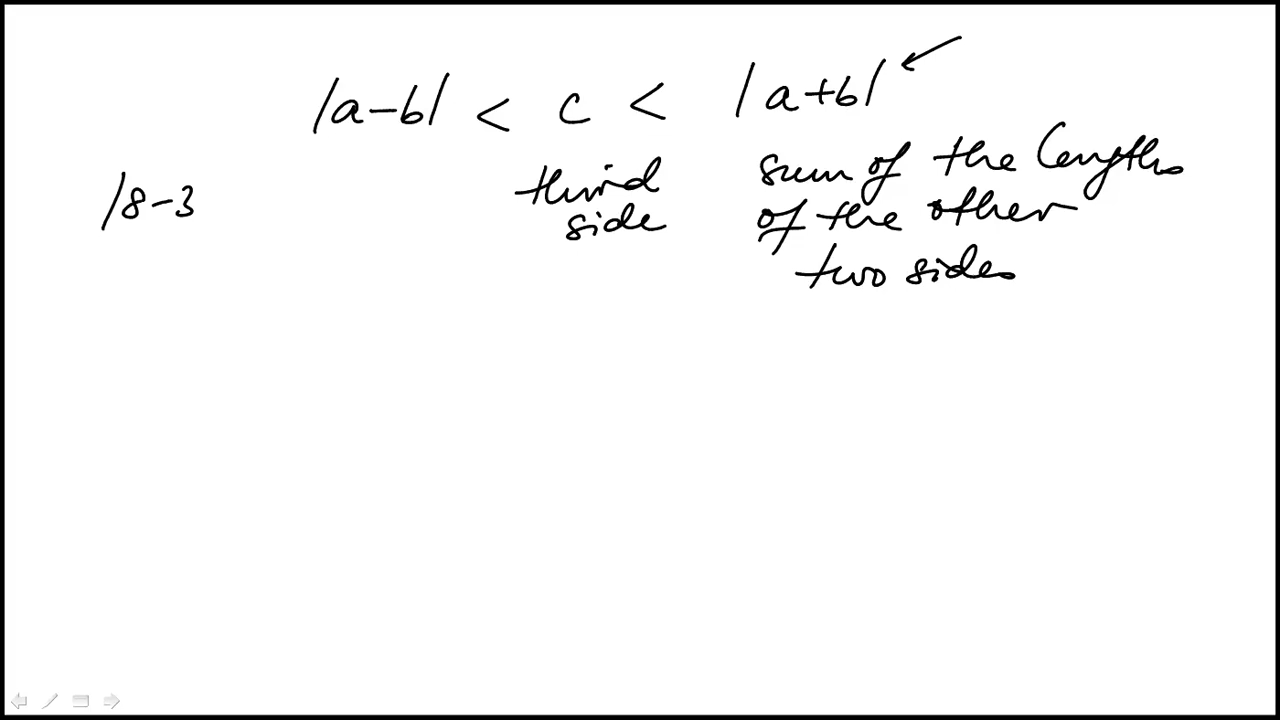 |a-b| < c < |a+b|
third sum of the lengths
|8-3 side of the other
two sides